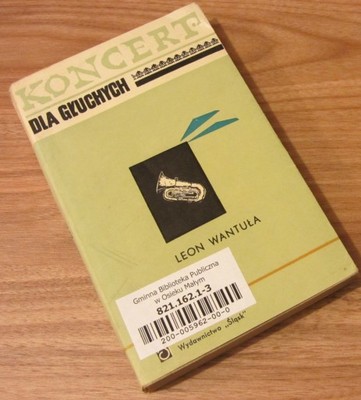 KONCERT
DLA GŁUCHYCH
LEON WANTUŁA
Gminna Biblioteka Publiczna
w Osieku Małym
821.162.1-3
200-005962-00-0
Wydawnictwo „Śląsk”